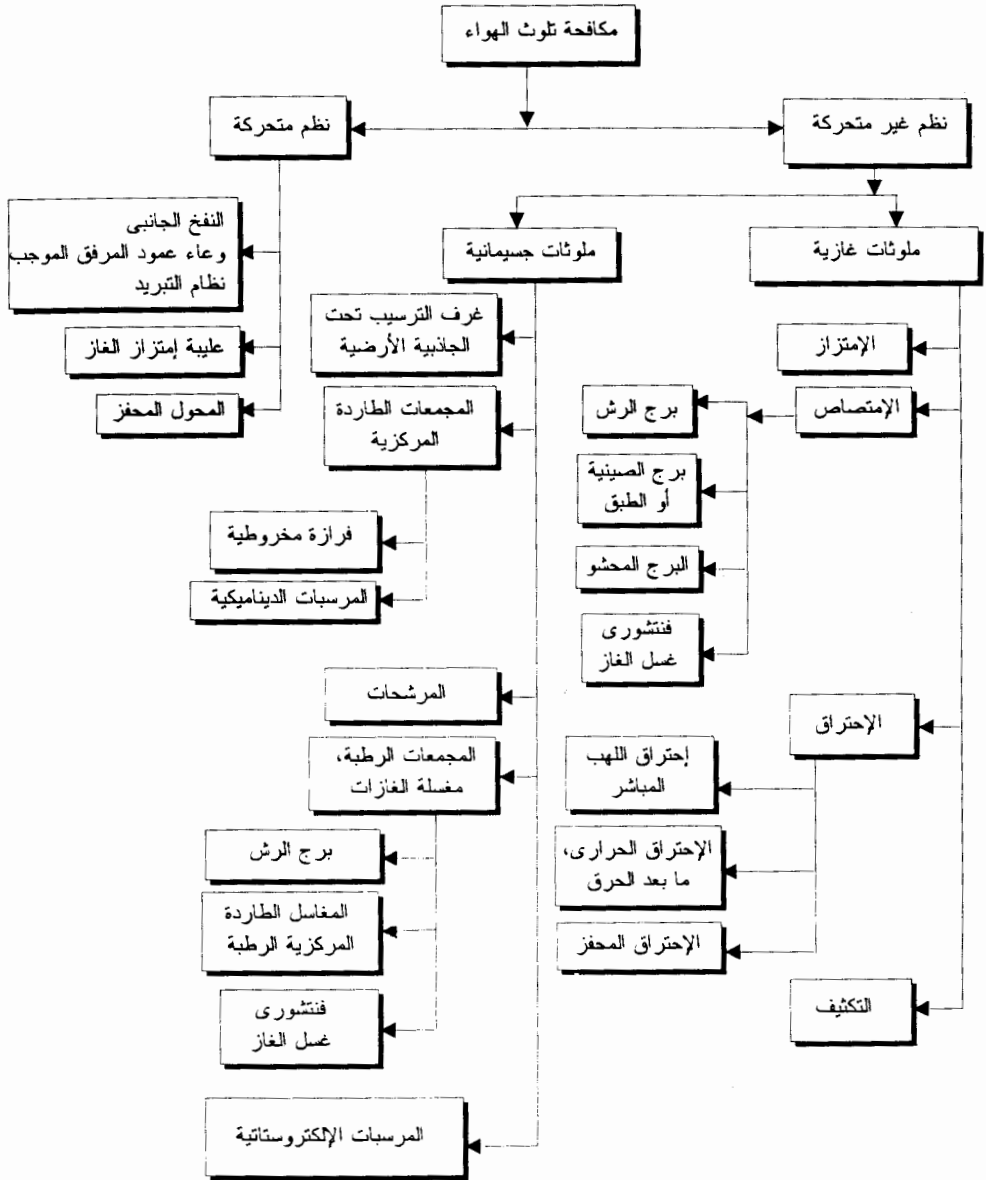 مكافحة تلوث الهواء
نظم غير متحركة
نظم متحركة
ملوثات غازية
ملوثات جسيمانية
النفخ الجانبى
وعاء عمود المرفق الموجب
نظام التبريد
عليبة إمتزاز الغاز
المحول المحفز
غرف الترسيب تحت
الجاذبية الأرضية
المجمعات الطاردة
المركزية
فرازة مخروطية
المرسبات الديناميكية
المرشحات
المجمعات الرطبة،
مغسلة الغازات
برج الرش
المغاسل الطاردة
المركزية الرطبة
فنتشورى
غسل الغاز
المرسبات الإلكتروستاتية
الإمتزاز
الإمتصاص
برج الرش
برج الصينية
أو الطبق
البرج المحشو
فنتشورى
غسل الغاز
الإحتراق
إحتراق اللهب
المباشر
الإحتراق الحرارى،
ما بعد الحرق
الإحتراق المحفز
التكثيف